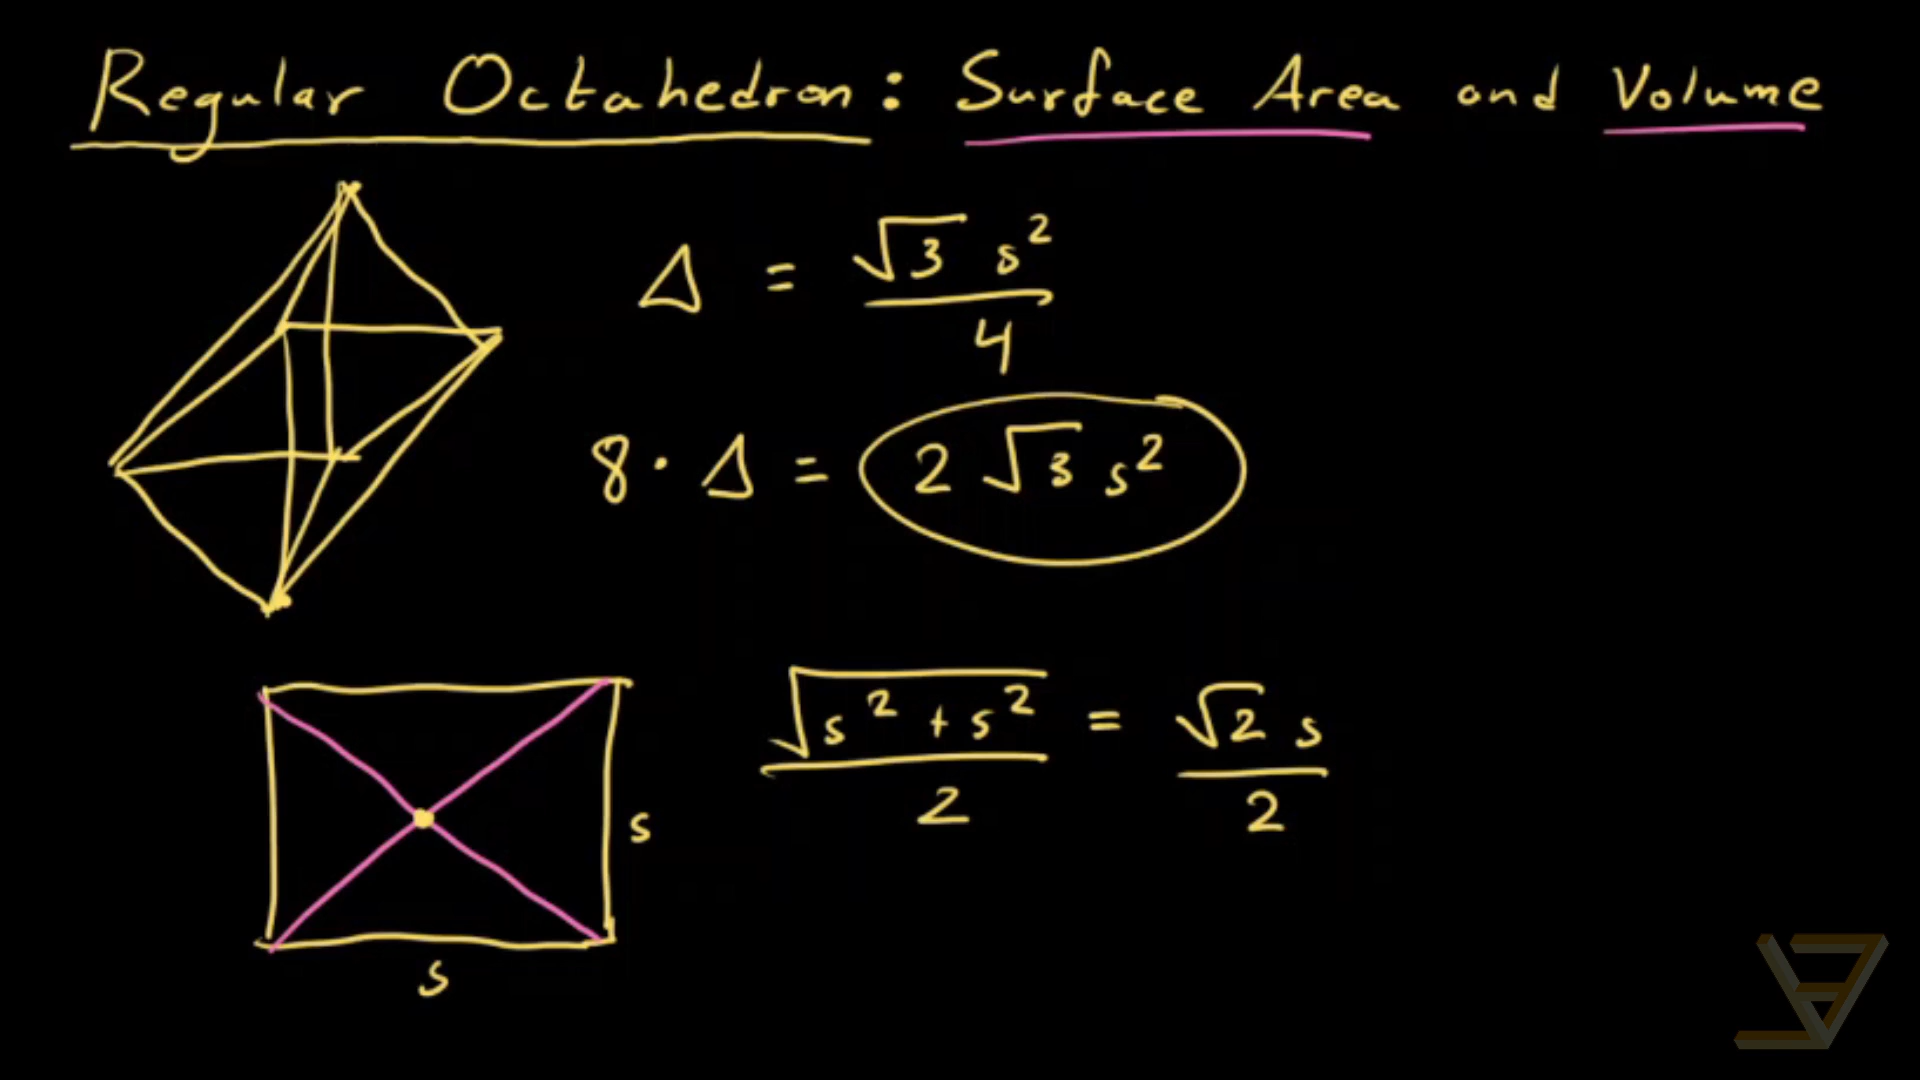 Regular Octahedron: Surface Area and Volume
Δ = √3 s² / 4
8 · Δ = 2 √3 s²
√(s² + s²) / 2 = √2 s / 2
s
s